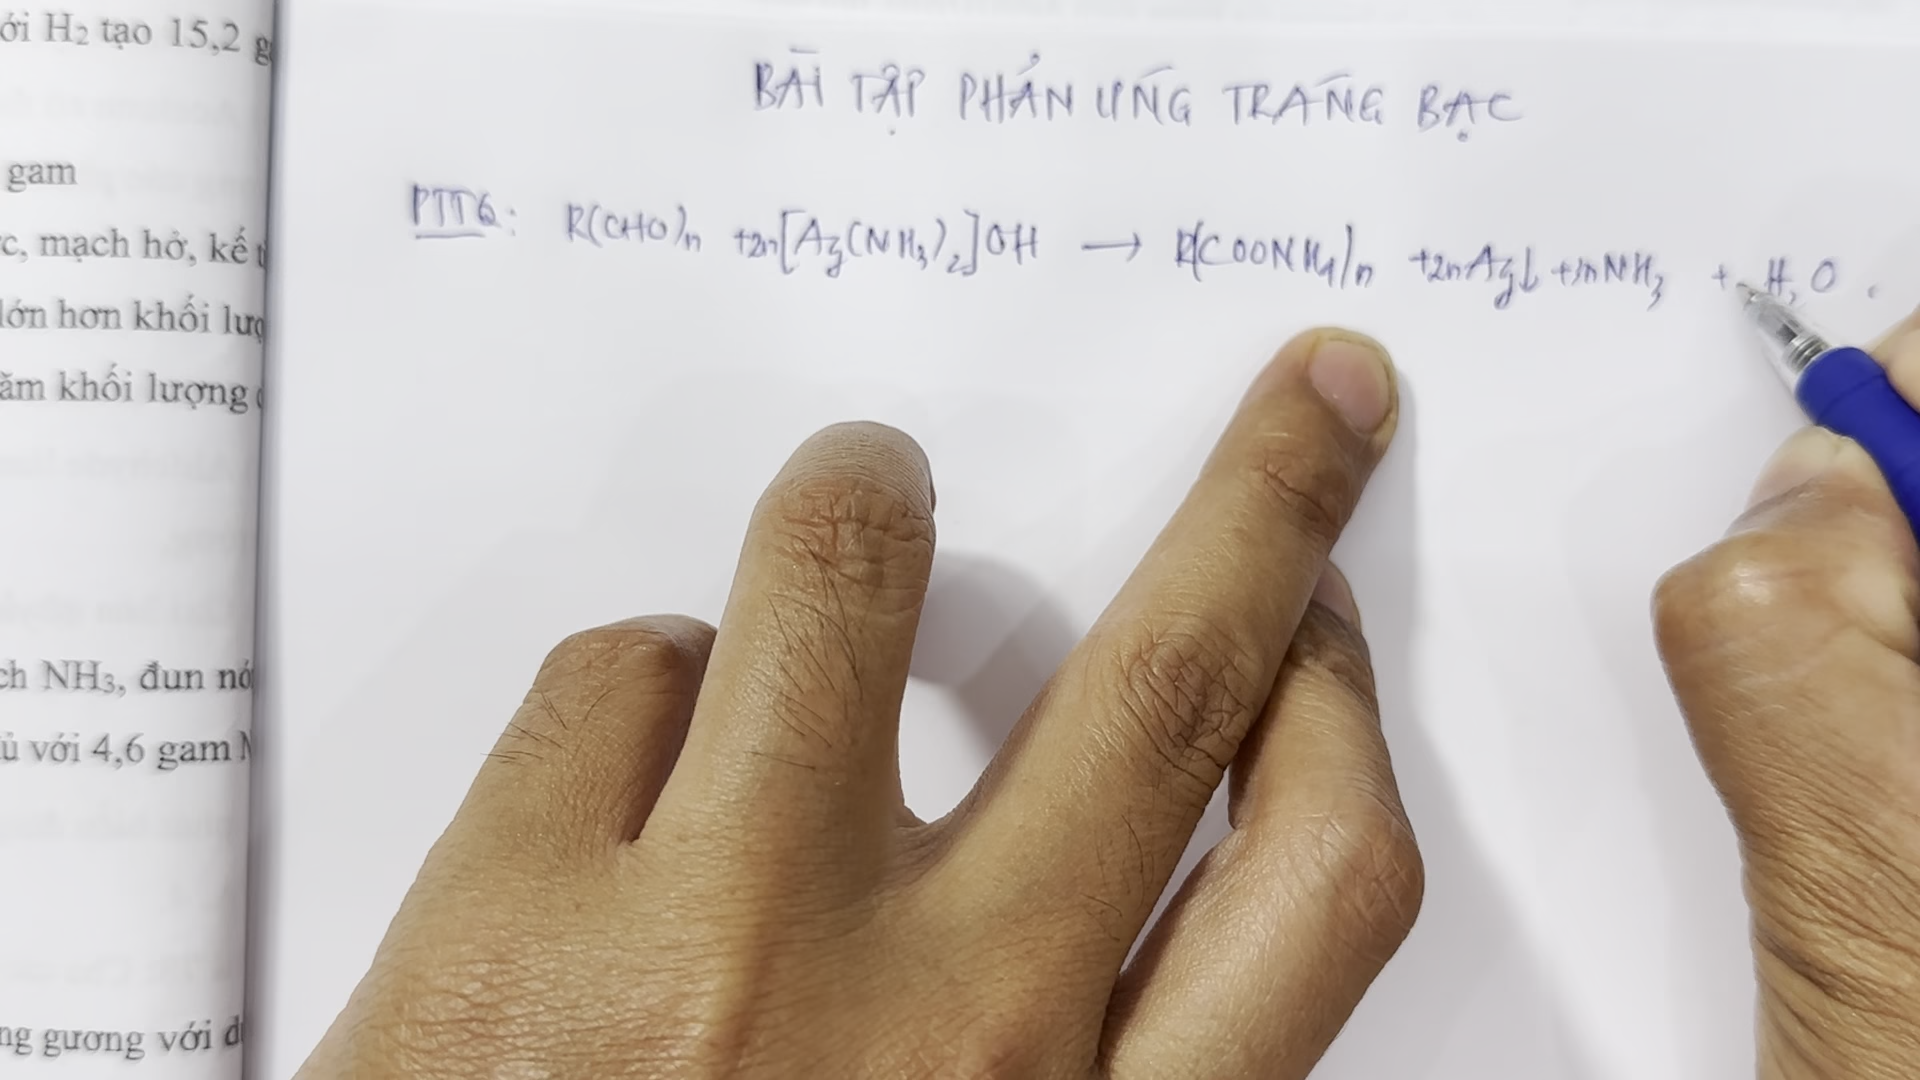 ới H₂ tạo 15,2
gam
c, mạch hở, kế
lớn hơn khối
ăm khối lượng
ch NH₃, đun
ủ với 4,6 gam
ng gương với
BÀI TẬP PHẢN ỨNG TRÁNG BẠC
PTTQ: R(CHO)n +2n[Ag(NH₃)₂]OH → R(COONH₄)n +2nAg↓ +3nNH₃ + H₂O.